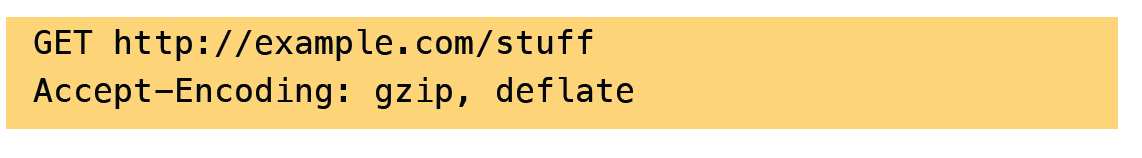 GET http://example.com/stuff
Accept-Encoding: gzip, deflate